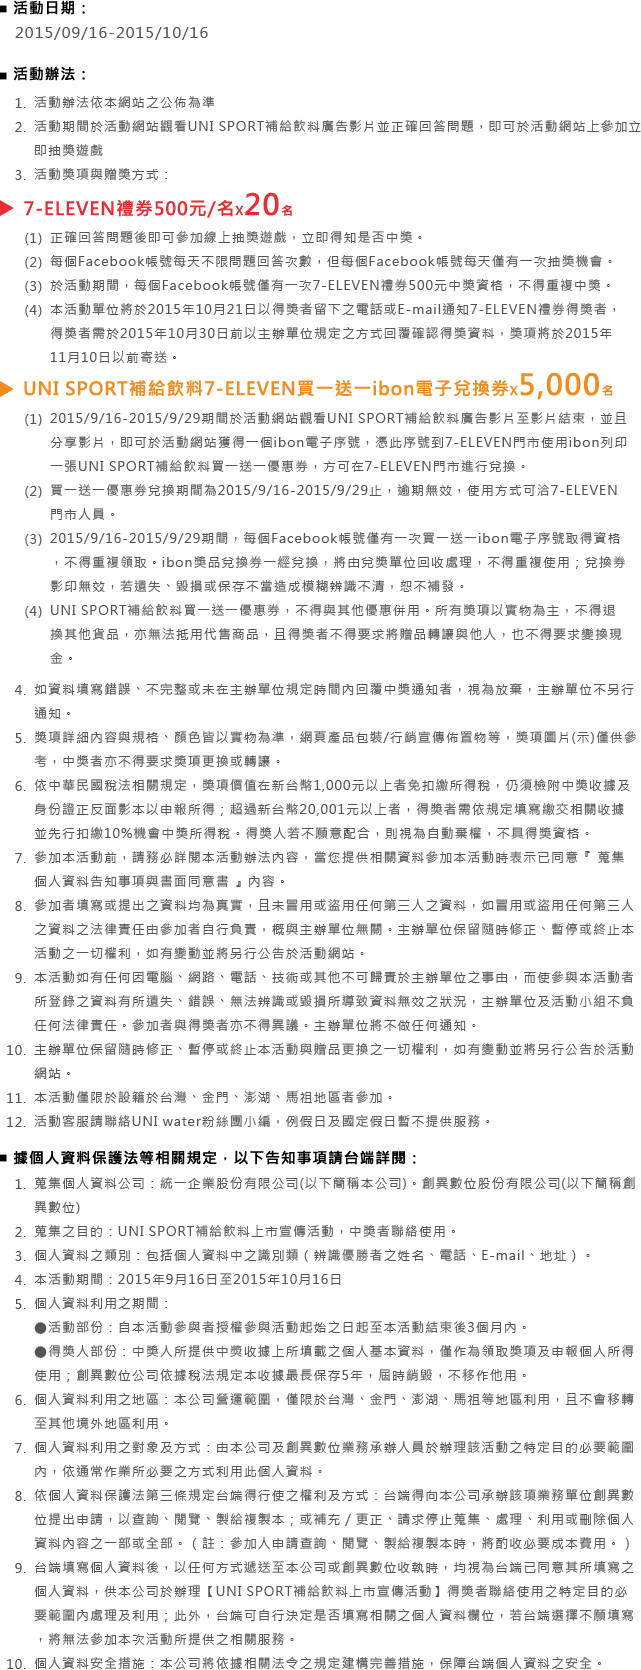 ■ 活動日期：
2015/09/16-2015/10/16
■ 活動辦法：
1. 活動辦法依本網站之公佈為準
2. 活動期間於活動網站觀看UNI SPORT補給飲料廣告影片並正確回答問題，即可於活動網站上參加立
即抽獎遊戲
3. 活動獎項與贈獎方式：
▶ 7-ELEVEN禮券500元/名x20名
(1) 正確回答問題後即可參加線上抽獎遊戲，立即得知是否中獎。
(2) 每個Facebook帳號每天不限問題回答次數，但每個Facebook帳號每天僅有一次抽獎機會。
(3) 於活動期間，每個Facebook帳號僅有一次7-ELEVEN禮券500元中獎資格，不得重複中獎。
(4) 本活動單位將於2015年10月21日以得獎者留下之電話或E-mail通知7-ELEVEN禮券得獎者，
得獎者需於2015年10月30日前以主辦單位規定之方式回覆確認得獎資料，獎項將於2015年
11月10日以前寄送。
▶ UNI SPORT補給飲料7-ELEVEN買一送一ibon電子兌換券x5,000名
(1) 2015/9/16-2015/9/29期間於活動網站觀看UNI SPORT補給飲料廣告影片至影片結束，並且
分享影片，即可於活動網站獲得一個ibon電子序號，憑此序號到7-ELEVEN門市使用ibon列印
一張UNI SPORT補給飲料買一送一優惠券，方可在7-ELEVEN門市進行兌換。
(2) 買一送一優惠券兌換期間為2015/9/16-2015/9/29止，逾期無效，使用方式可洽7-ELEVEN
門市人員。
(3) 2015/9/16-2015/9/29期間，每個Facebook帳號僅有一次買一送一ibon電子序號取得資格
，不得重複領取。ibon獎品兌換券一經兌換，將由兌獎單位回收處理，不得重複使用；兌換券
影印無效，若遺失、毀損或保存不當造成模糊辨識不清，恕不補發。
(4) UNI SPORT補給飲料買一送一優惠券，不得與其他優惠併用。所有獎項以實物為主，不得退
換其他貨品，亦無法抵用代售商品，且得獎者不得要求將贈品轉讓與他人，也不得要求變換現
金。
4. 如資料填寫錯誤、不完整或未在主辦單位規定時間內回覆中獎通知者，視為放棄，主辦單位不另行
通知。
5. 獎項詳細內容與規格、顏色皆以實物為準，網頁產品包裝/行銷宣傳佈置物等，獎項圖片(示)僅供參
考，中獎者亦不得要求獎項更換或轉讓。
6. 依中華民國稅法相關規定，獎項價值在新台幣1,000元以上者免扣繳所得稅，仍須檢附中獎收據及
身份證正反面影本以申報所得；超過新台幣20,001元以上者，得獎者需依規定填寫繳交相關收據
並先行扣繳10%機會中獎所得稅。得獎人若不願意配合，則視為自動棄權，不具得獎資格。
7. 參加本活動前，請務必詳閱本活動辦法內容，當您提供相關資料參加本活動時表示已同意『 蒐集
個人資料告知事項與書面同意書 』內容。
8. 參加者填寫或提出之資料均為真實，且未冒用或盜用任何第三人之資料，如冒用或盜用任何第三人
之資料之法律責任由參加者自行負責，概與主辦單位無關。主辦單位保留隨時修正、暫停或終止本
活動之一切權利，如有變動並將另行公告於活動網站。
9. 本活動如有任何因電腦、網路、電話、技術或其他不可歸責於主辦單位之事由，而使參與本活動者
所登錄之資料有所遺失、錯誤、無法辨識或毀損所導致資料無效之狀況，主辦單位及活動小組不負
任何法律責任。參加者與得獎者亦不得異議。主辦單位將不做任何通知。
10. 主辦單位保留隨時修正、暫停或終止本活動與贈品更換之一切權利，如有變動並將另行公告於活動
網站。
11. 本活動僅限於設籍於台灣、金門、澎湖、馬祖地區者參加。
12. 活動客服請聯絡UNI water粉絲團小編，例假日及國定假日暫不提供服務。
■ 據個人資料保護法等相關規定，以下告知事項請台端詳閱：
1. 蒐集個人資料公司：統一企業股份有限公司(以下簡稱本公司)。創異數位股份有限公司(以下簡稱創
異數位)
2. 蒐集之目的：UNI SPORT補給飲料上市宣傳活動，中獎者聯絡使用。
3. 個人資料之類別：包括個人資料中之識別類（辨識優勝者之姓名、電話、E-mail、地址）。
4. 本活動期間：2015年9月16日至2015年10月16日
5. 個人資料利用之期間：
●活動部份：自本活動參與者授權參與活動起始之日起至本活動結束後3個月內。
●得獎人部份：中獎人所提供中獎收據上所填載之個人基本資料，僅作為領取獎項及申報個人所得
使用；創異數位公司依據稅法規定本收據最長保存5年，屆時銷毀，不移作他用。
6. 個人資料利用之地區：本公司營運範圍，僅限於台灣、金門、澎湖、馬祖等地區利用，且不會移轉
至其他境外地區利用。
7. 個人資料利用之對象及方式：由本公司及創異數位業務承辦人員於辦理該活動之特定目的必要範圍
內，依通常作業所必要之方式利用此個人資料。
8. 依個人資料保護法第三條規定台端得行使之權利及方式：台端得向本公司承辦該項業務單位創異數
位提出申請，以查詢、閱覽、製給複製本；或補充／更正、請求停止蒐集、處理、利用或刪除個人
資料內容之一部或全部。（註：參加人申請查詢、閱覽、製給複製本時，將酌收必要成本費用。）
9. 台端填寫個人資料後，以任何方式遞送至本公司或創異數位收執時，均視為台端已同意其所填寫之
個人資料，供本公司於辦理【UNI SPORT補給飲料上市宣傳活動】得獎者聯絡使用之特定目的必
要範圍內處理及利用；此外，台端可自行決定是否填寫相關之個人資料欄位，若台端選擇不願填寫
，將無法參加本次活動所提供之相關服務。
10. 個人資料安全措施：本公司將依據相關法令之規定建構完善措施，保障台端個人資料之安全。